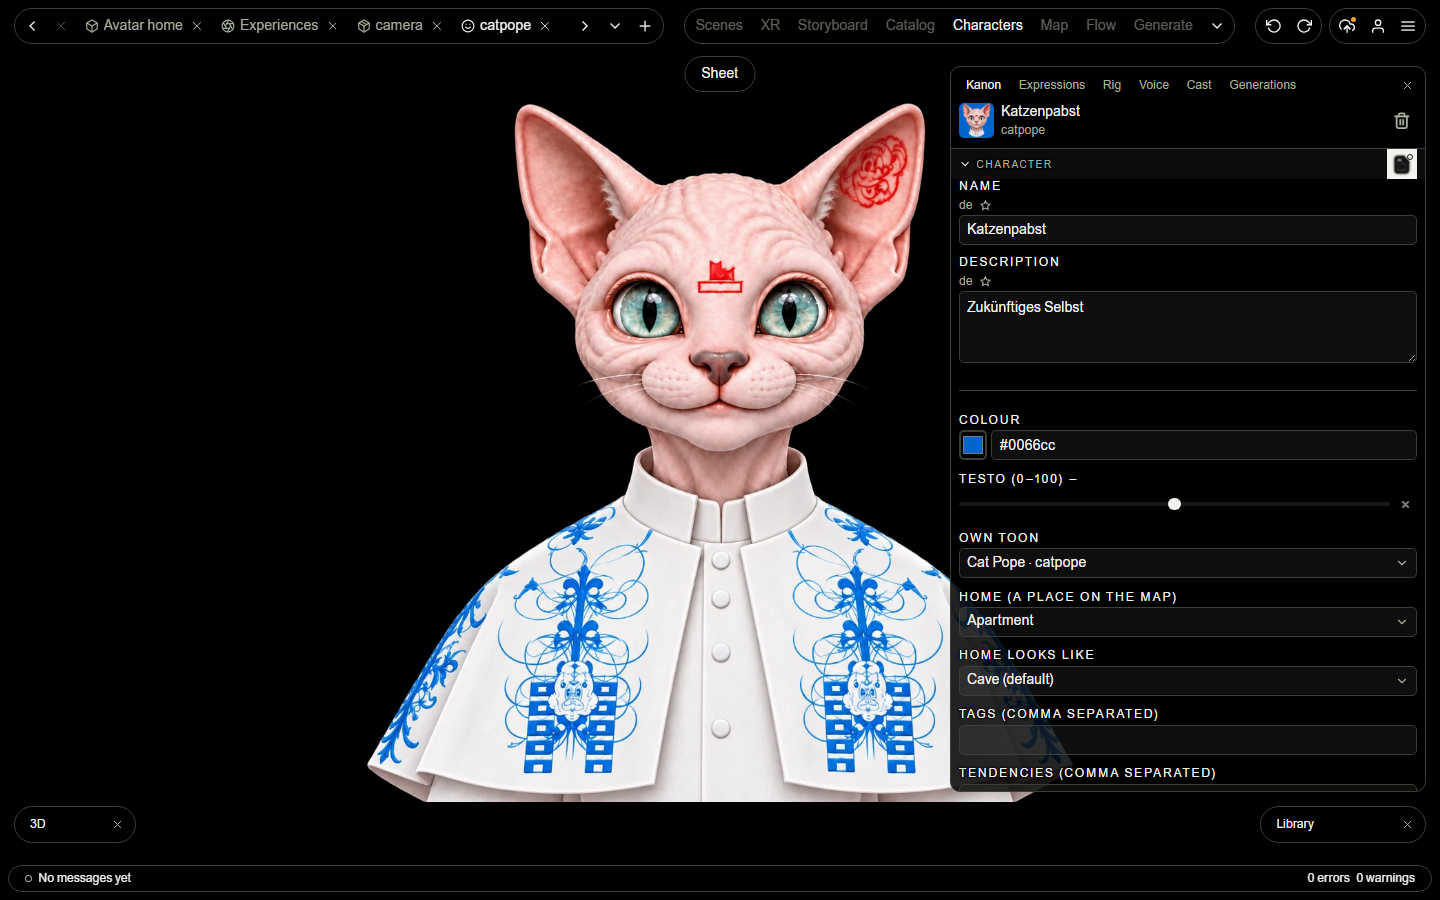 Avatar home
Experiences
camera
catpope
Scenes
XR
Storyboard
Catalog
Characters
Map
Flow
Generate
Sheet
Kanon
Expressions
Rig
Voice
Cast
Generations
Katzenpabst
catpope
CHARACTER
NAME
de
Katzenpabst
DESCRIPTION
de
Zukünftiges Selbst
COLOUR
#0066cc
TESTO (0–100) –
OWN TOON
Cat Pope · catpope
HOME (A PLACE ON THE MAP)
Apartment
HOME LOOKS LIKE
Cave (default)
TAGS (COMMA SEPARATED)
TENDENCIES (COMMA SEPARATED)
3D
Library
No messages yet
0 errors 0 warnings